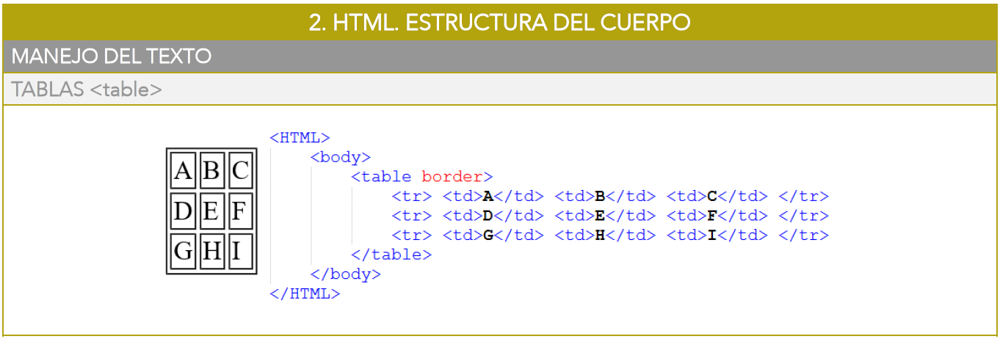 2. HTML. ESTRUCTURA DEL CUERPO
MANEJO DEL TEXTO
TABLAS <table>
A B C
D E F
G H I
<HTML>
<body>
<table border>
<tr> <td>A</td> <td>B</td> <td>C</td> </tr>
<tr> <td>D</td> <td>E</td> <td>F</td> </tr>
<tr> <td>G</td> <td>H</td> <td>I</td> </tr>
</table>
</body>
</HTML>